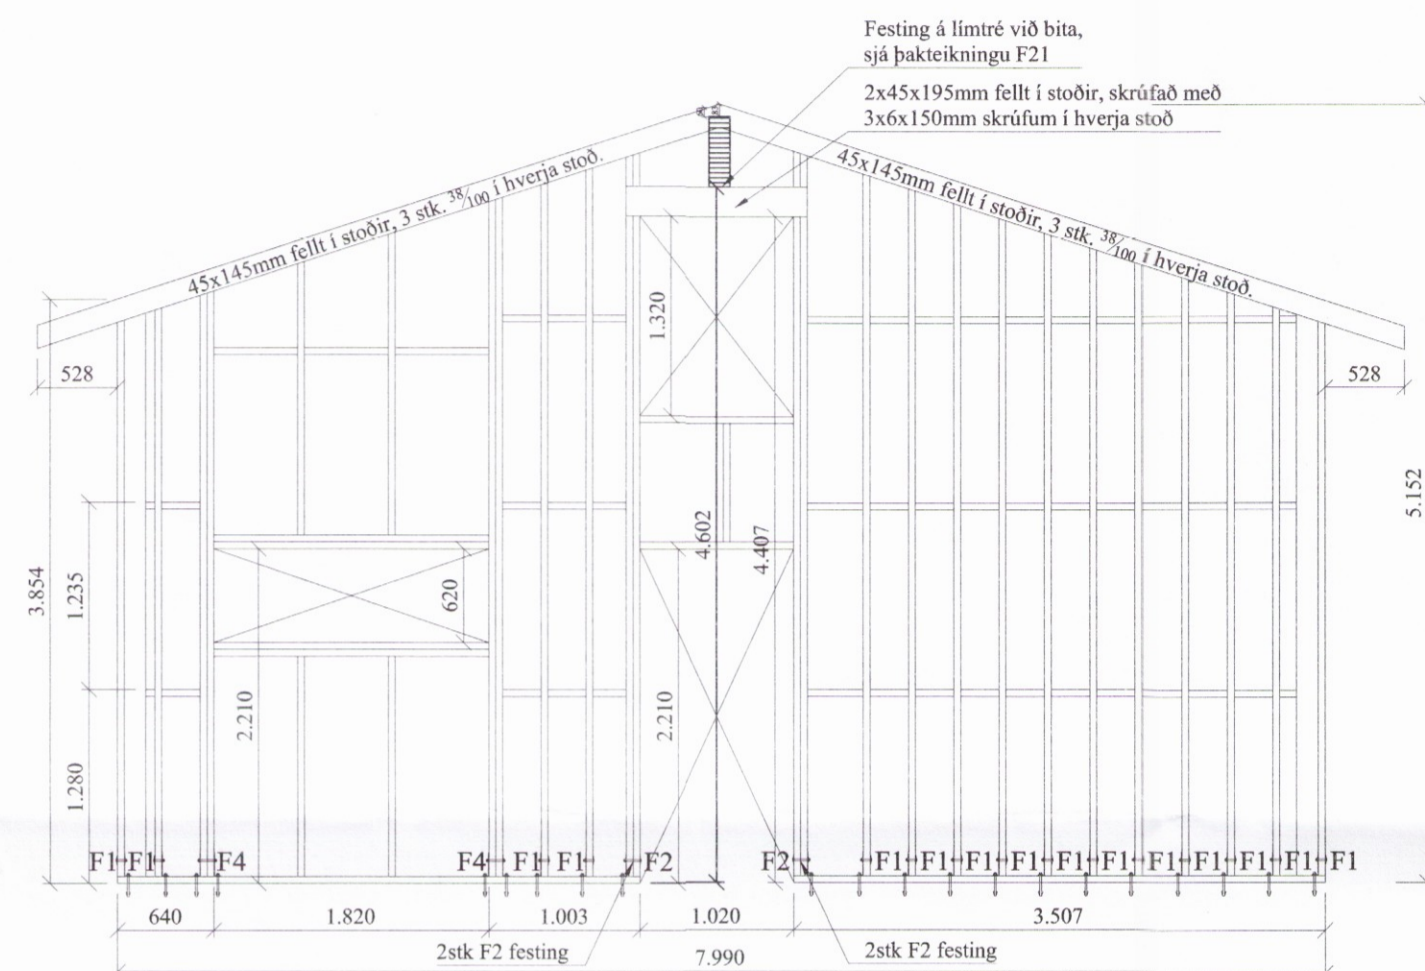 Festing á límtré við bita,
sjá þakteikningu F21
2x45x195mm fellt í stoðir, skrúfað með
3x6x150mm skrúfum í hverja stoð
45x145mm fellt í stoðir, 3 stk. 38/100 í hverja stoð.
45x145mm fellt í stoðir, 3 stk. 38/100 í hverja stoð.
528
528
1.320
5.152
4.602
4.407
3.854
1.235
620
2.210
2.210
1.280
F1 F1 F4 F4 F1 F1 F2 F2 F1 F1 F1 F1 F1 F1 F1 F1 F1 F1 F1
640 1.820 1.003 1.020 3.507
2stk F2 festing 7.990 2stk F2 festing